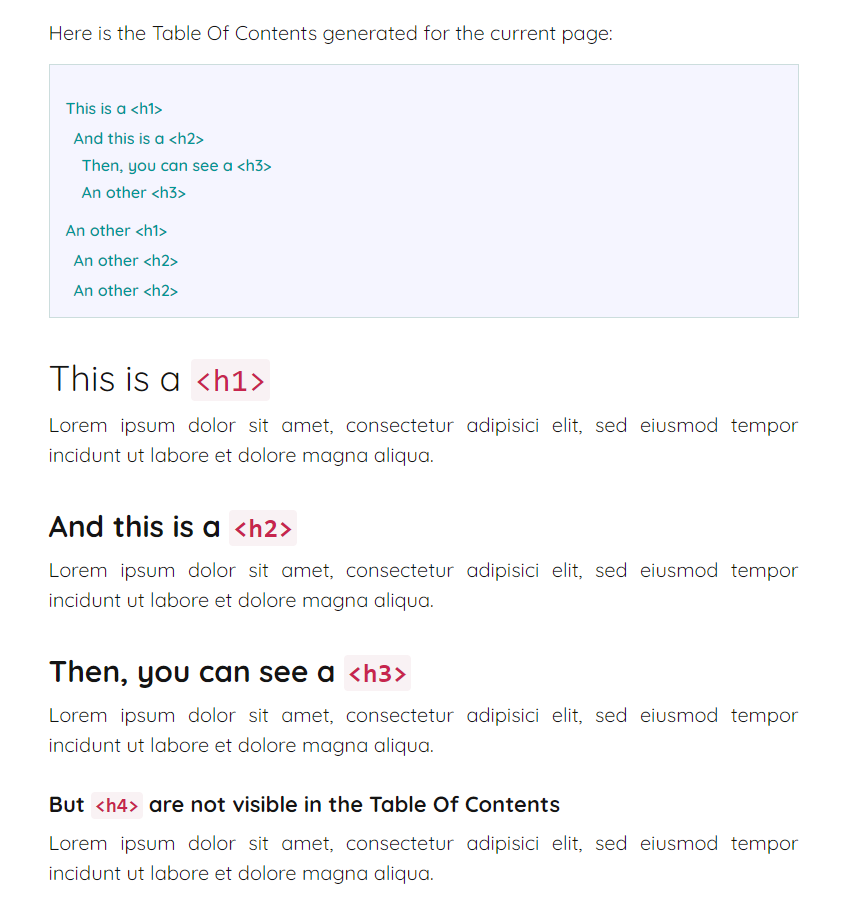 Here is the Table Of Contents generated for the current page:
This is a <h1>
And this is a <h2>
Then, you can see a <h3>
An other <h3>
An other <h1>
An other <h2>
An other <h2>
This is a <h1>
Lorem ipsum dolor sit amet, consectetur adipisici elit, sed eiusmod tempor
incidunt ut labore et dolore magna aliqua.
And this is a <h2>
Lorem ipsum dolor sit amet, consectetur adipisici elit, sed eiusmod tempor
incidunt ut labore et dolore magna aliqua.
Then, you can see a <h3>
Lorem ipsum dolor sit amet, consectetur adipisici elit, sed eiusmod tempor
incidunt ut labore et dolore magna aliqua.
But <h4> are not visible in the Table Of Contents
Lorem ipsum dolor sit amet, consectetur adipisici elit, sed eiusmod tempor
incidunt ut labore et dolore magna aliqua.